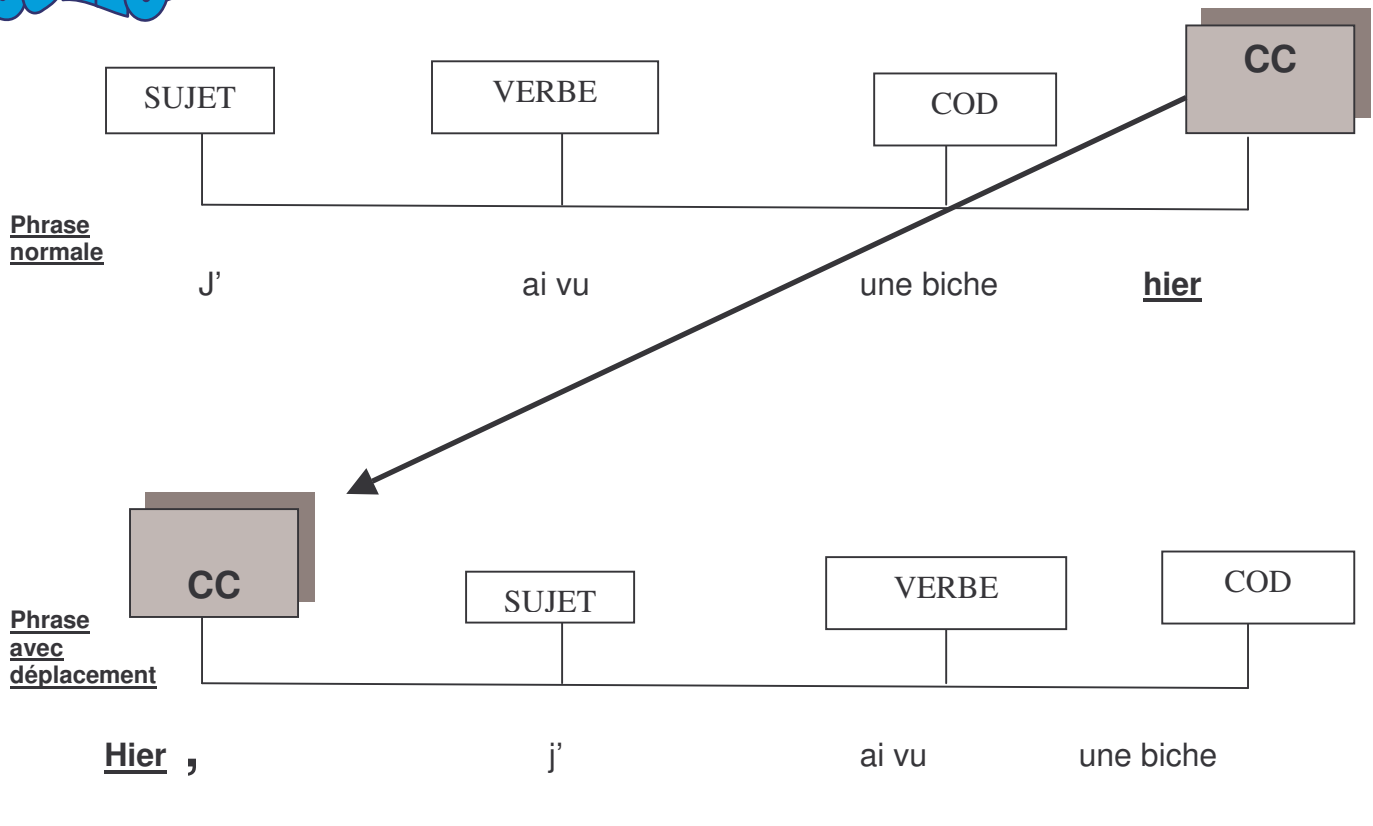 SUJET VERBE COD CC
Phrase
normale
J’ ai vu une biche hier
CC SUJET VERBE COD
Phrase
avec
déplacement
Hier , j’ ai vu une biche